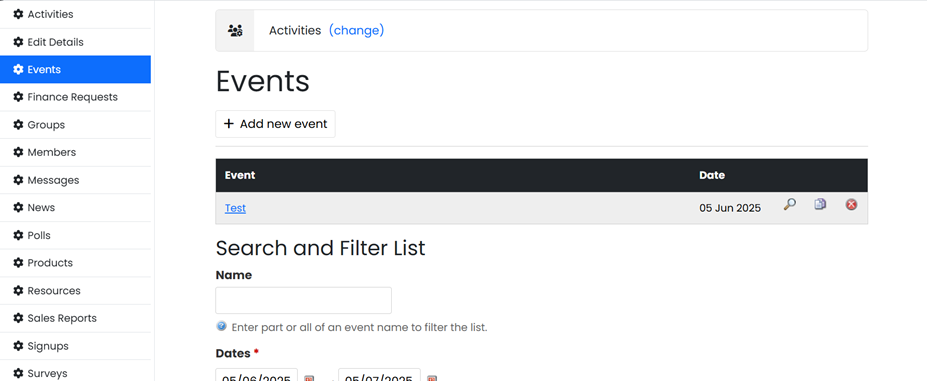 Activities
Edit Details
Events
Finance Requests
Groups
Members
Messages
News
Polls
Products
Resources
Sales Reports
Signups
Surveys
Activities (change)
Events
+ Add new event
Event Date
Test 05 Jun 2025
Search and Filter List
Name
Enter part or all of an event name to filter the list.
Dates *
05/06/2025 - 05/07/2025